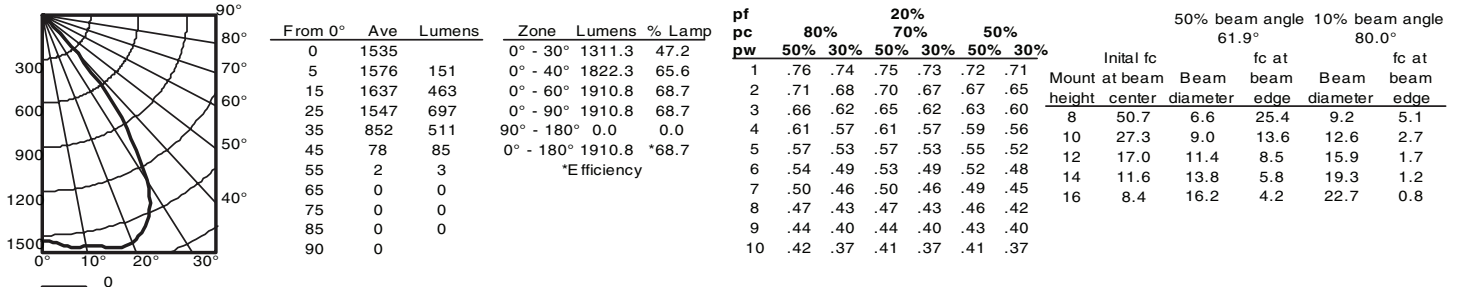 90°
80°
70°
60°
50°
40°
300
600
900
1200
1500
0° 10° 20° 30°
0
From 0° Ave Lumens
0 1535
5 1576 151
15 1637 463
25 1547 697
35 852 511
45 78 85
55 2 3
65 0 0
75 0 0
85 0 0
90 0
Zone Lumens % Lamp
0° - 30° 1311.3 47.2
0° - 40° 1822.3 65.6
0° - 60° 1910.8 68.7
0° - 90° 1910.8 68.7
90° - 180° 0.0 0.0
0° - 180° 1910.8 *68.7
*Efficiency
pf 20%
pc 80% 70% 50%
pw 50% 30% 50% 30% 50% 30%
1 .76 .74 .75 .73 .72 .71
2 .71 .68 .70 .67 .67 .65
3 .66 .62 .65 .62 .63 .60
4 .61 .57 .61 .57 .59 .56
5 .57 .53 .57 .53 .55 .52
6 .54 .49 .53 .49 .52 .48
7 .50 .46 .50 .46 .49 .45
8 .47 .43 .47 .43 .46 .42
9 .44 .40 .44 .40 .43 .40
10 .42 .37 .41 .37 .41 .37
50% beam angle 10% beam angle
61.9° 80.0°
Inital fc fc at fc at
Mount at beam Beam beam Beam beam
height center diameter edge diameter edge
8 50.7 6.6 25.4 9.2 5.1
10 27.3 9.0 13.6 12.6 2.7
12 17.0 11.4 8.5 15.9 1.7
14 11.6 13.8 5.8 19.3 1.2
16 8.4 16.2 4.2 22.7 0.8